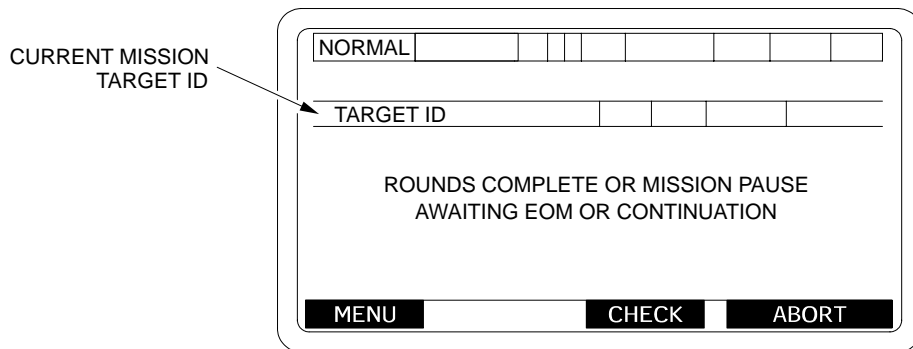 NORMAL
CURRENT MISSION
TARGET ID
TARGET ID
ROUNDS COMPLETE OR MISSION PAUSE
AWAITING EOM OR CONTINUATION
MENU CHECK ABORT